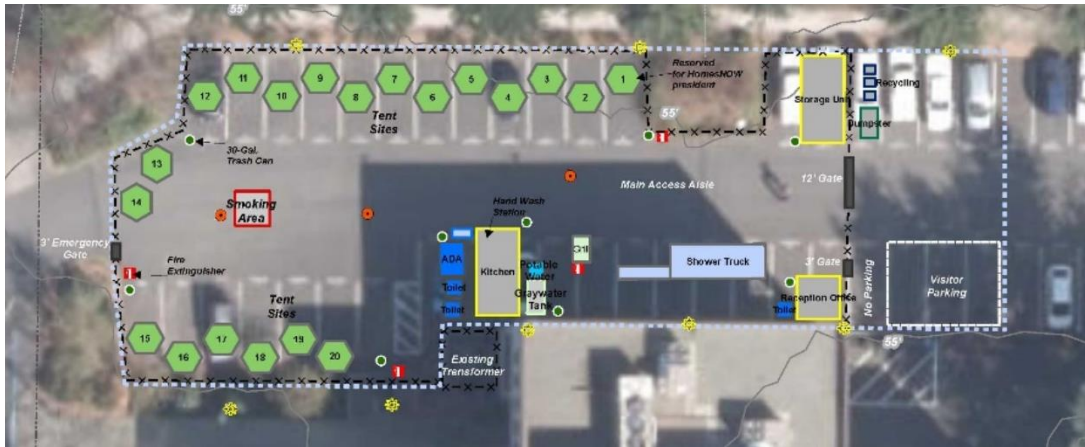 55'
11
9
7
5
3
1
Reserved
for HomesNOW
president
12
10
8
6
4
2
Tent
Sites
55'
Storage Unit
Recycling
Dumpster
30-Gal.
Trash Can
13
14
Smoking
Area
Main Access Aisle
12' Gate
Hand Wash
Station
3' Emergency
Gate
Fire
Extinguisher
ADA
Toilet
Toilet
Kitchen
Potable
Water
Graywater
Tank
Grill
Shower Truck
3' Gate
Reception Office
Toilet
No Parking
Visitor
Parking
Tent
Sites
15
16
17
18
19
20
Existing
Transformer
55'